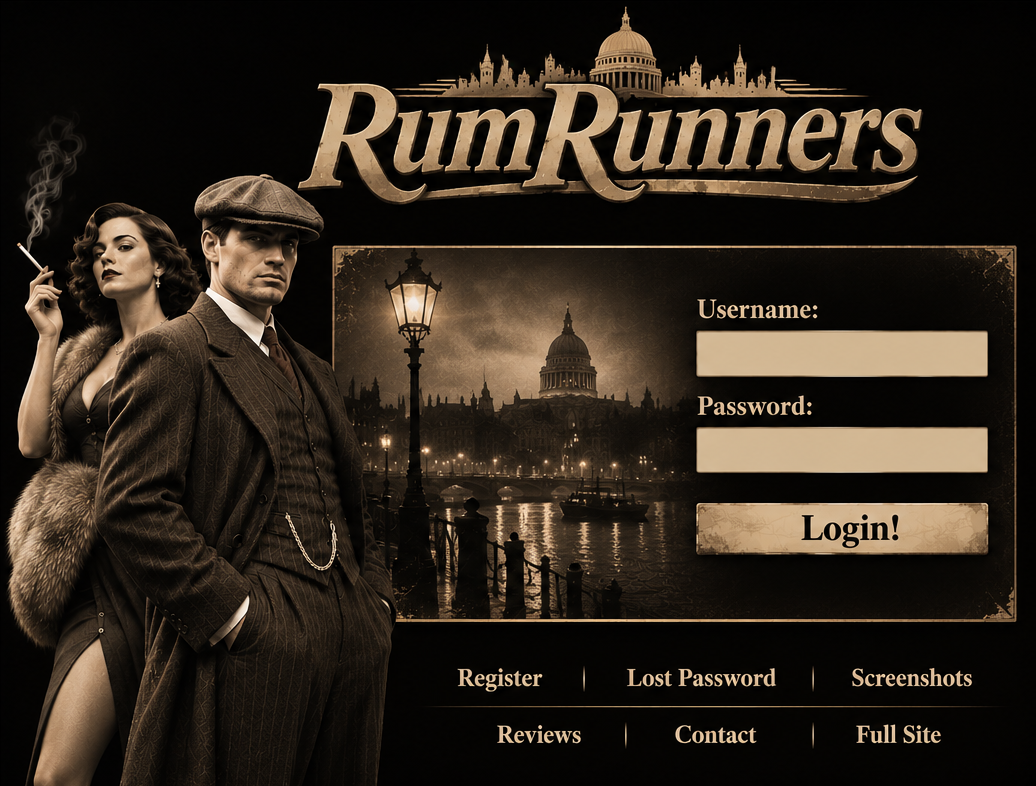 RumRunners
Username:
Password:
Login!
Register
Lost Password
Screenshots
Reviews
Contact
Full Site